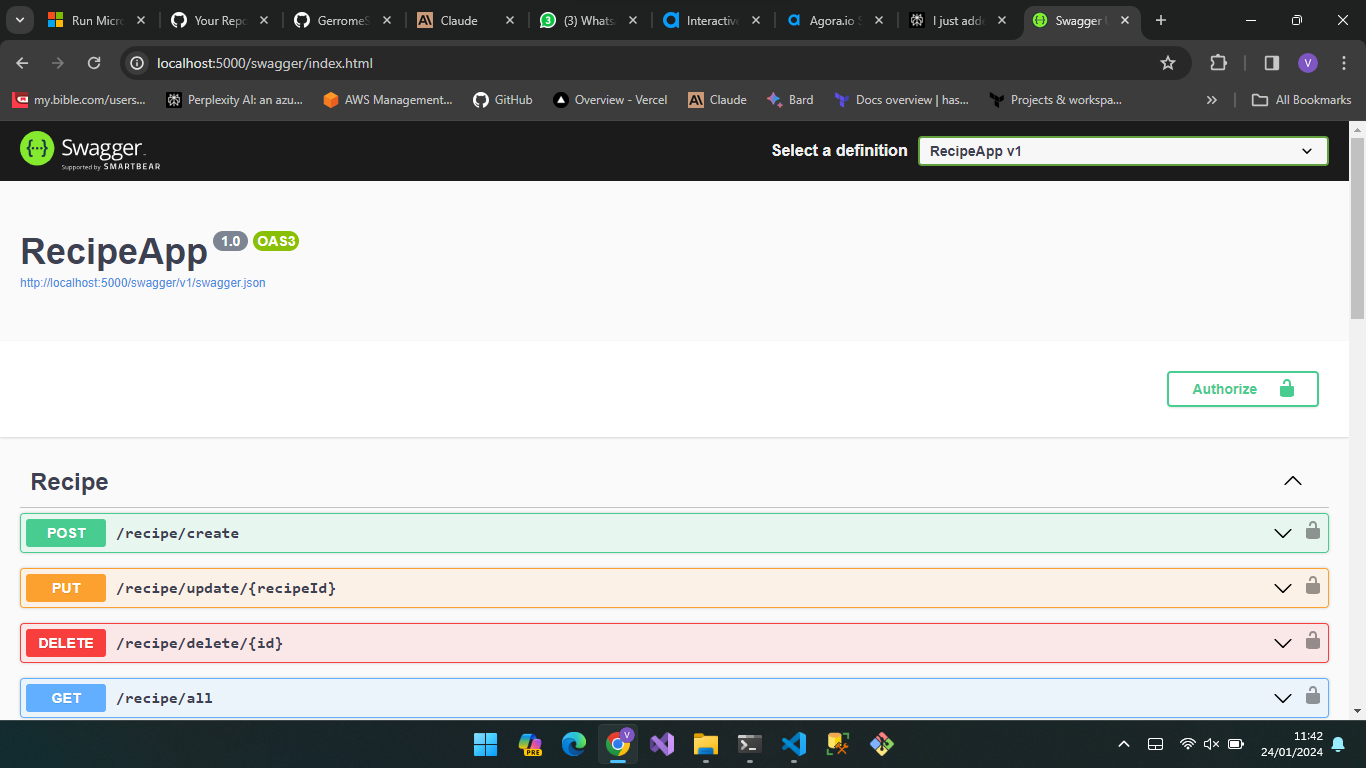 Run Micro
Your Repo
GerromeS
Claude
(3) Whats
Interactive
Agora.io S
I just adde
Swagger U
localhost:5000/swagger/index.html
V
my.bible.com/users...
Perplexity AI: an azu...
AWS Management...
GitHub
Overview - Vercel
Claude
Bard
Docs overview | has...
Projects & workspa...
All Bookmarks
Swagger.
Supported by SMARTBEAR
Select a definition
RecipeApp v1
RecipeApp 1.0 OAS3
http://localhost:5000/swagger/v1/swagger.json
Authorize
Recipe
POST /recipe/create
PUT /recipe/update/{recipeId}
DELETE /recipe/delete/{id}
GET /recipe/all
PRE
V
11:42
24/01/2024